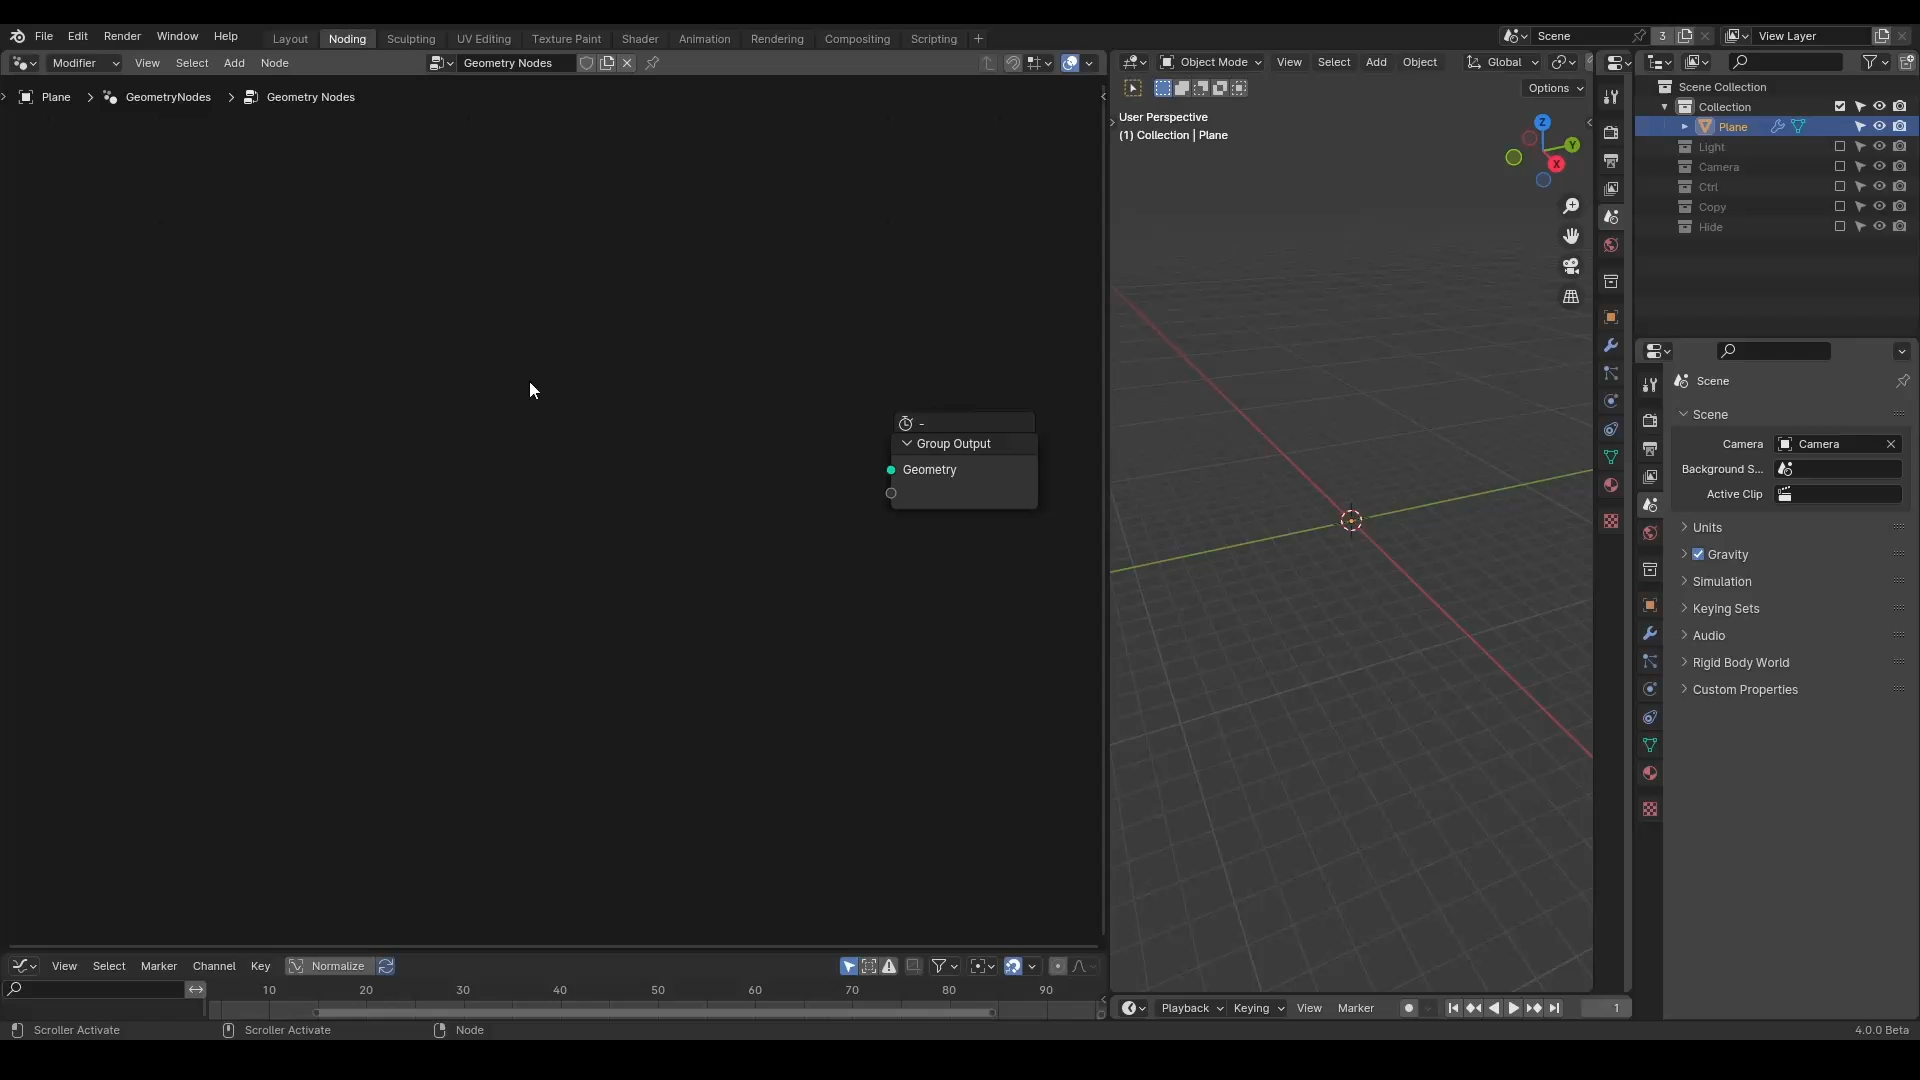 File Edit Render Window Help Layout Noding Sculpting UV Editing Texture Paint Shader Animation Rendering Compositing Scripting + Scene 3 View Layer
Modifier View Select Add Node Geometry Nodes
Object Mode View Select Add Object Global
Plane > GeometryNodes > Geometry Nodes
Options
User Perspective
(1) Collection | Plane
Z
Y
X
Scene Collection
Collection
Plane
Light
Camera
Ctrl
Copy
Hide
-
Group Output
Geometry
Scene
Scene
Camera Camera
Background S...
Active Clip
Units
Gravity
Simulation
Keying Sets
Audio
Rigid Body World
Custom Properties
View Select Marker Channel Key Normalize
10 20 30 40 50 60 70 80 90
Playback Keying View Marker 1
Scroller Activate Scroller Activate Node 4.0.0 Beta